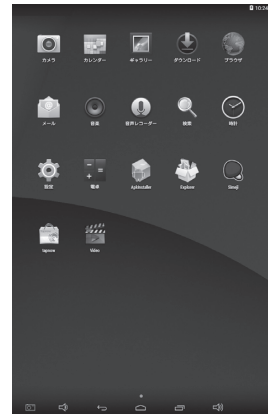 10:24
カメラ カレンダー ギャラリー ダウンロード ブラウザ
メール 音楽 音声レコーダー 検索 時計
設定 電卓 ApkInstaller Explorer Simeji
Video